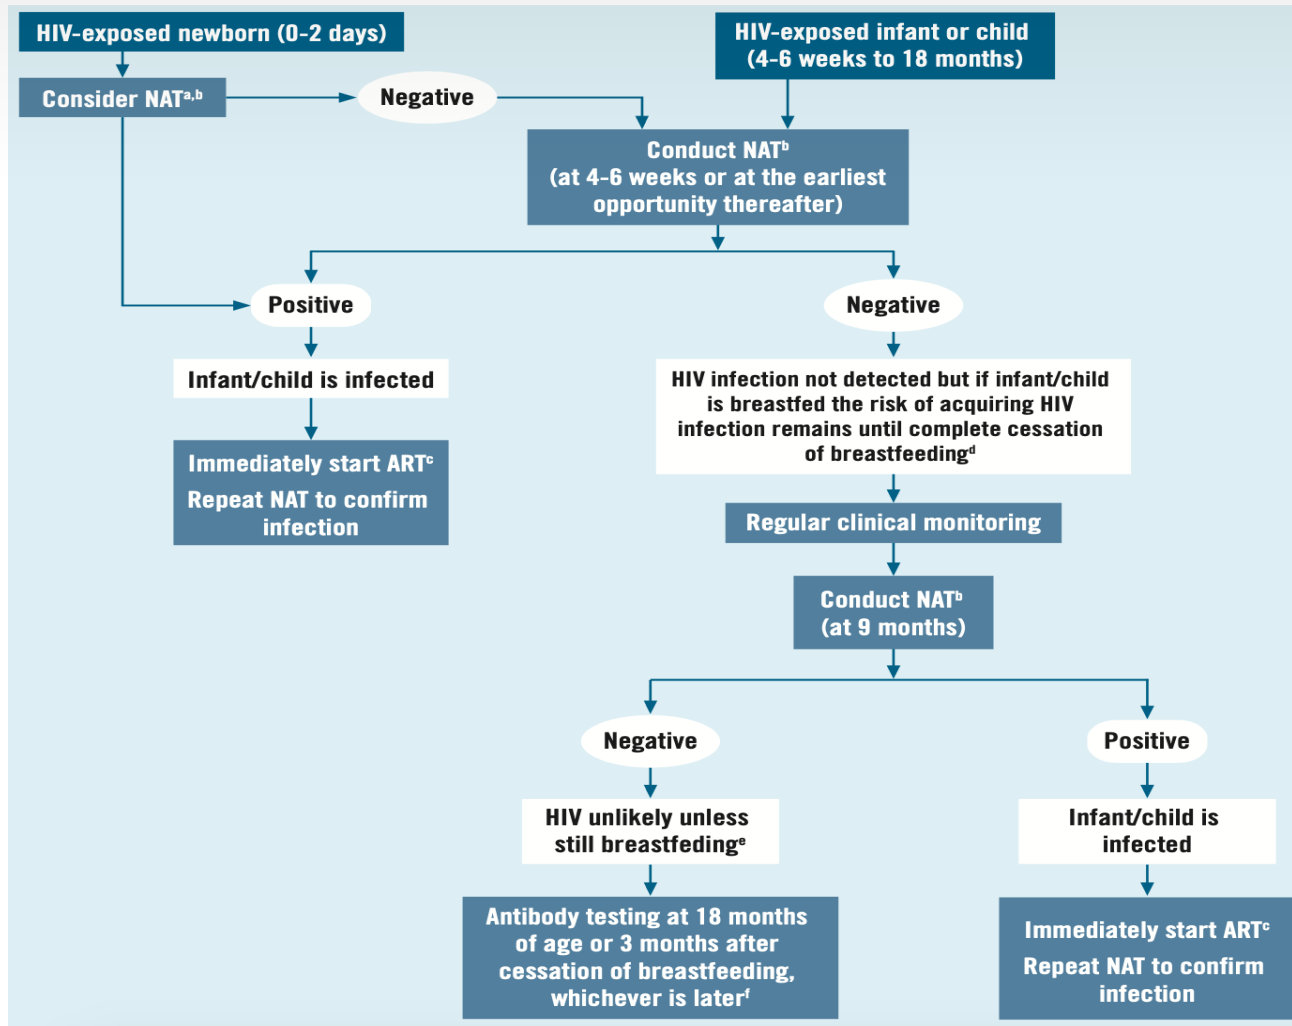 HIV-exposed newborn (0-2 days)
HIV-exposed infant or child
(4-6 weeks to 18 months)
Consider NATᵃ,ᵇ
Negative
Conduct NATᵇ
(at 4-6 weeks or at the earliest
opportunity thereafter)
Positive
Negative
Infant/child is infected
HIV infection not detected but if infant/child
is breastfed the risk of acquiring HIV
infection remains until complete cessation
of breastfeedingᵈ
Immediately start ARTᶜ
Repeat NAT to confirm
infection
Regular clinical monitoring
Conduct NATᵇ
(at 9 months)
Negative
Positive
HIV unlikely unless
still breastfedingᵉ
Infant/child is
infected
Antibody testing at 18 months
of age or 3 months after
cessation of breastfeeding,
whichever is laterᶠ
Immediately start ARTᶜ
Repeat NAT to confirm
infection